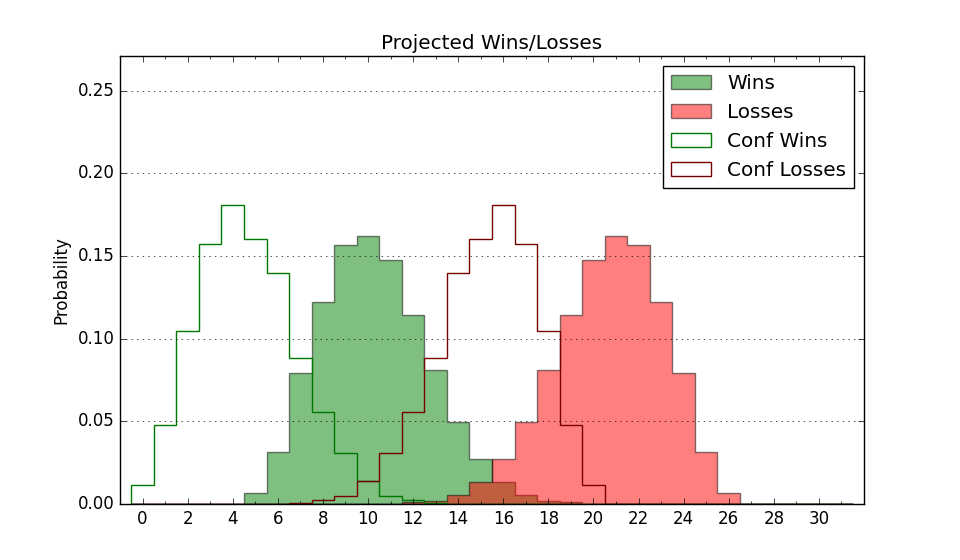 Projected Wins/Losses
Wins
Losses
Conf Wins
Conf Losses
Probability
0.25
0.20
0.15
0.10
0.05
0.00
0 2 4 6 8 10 12 14 16 18 20 22 24 26 28 30